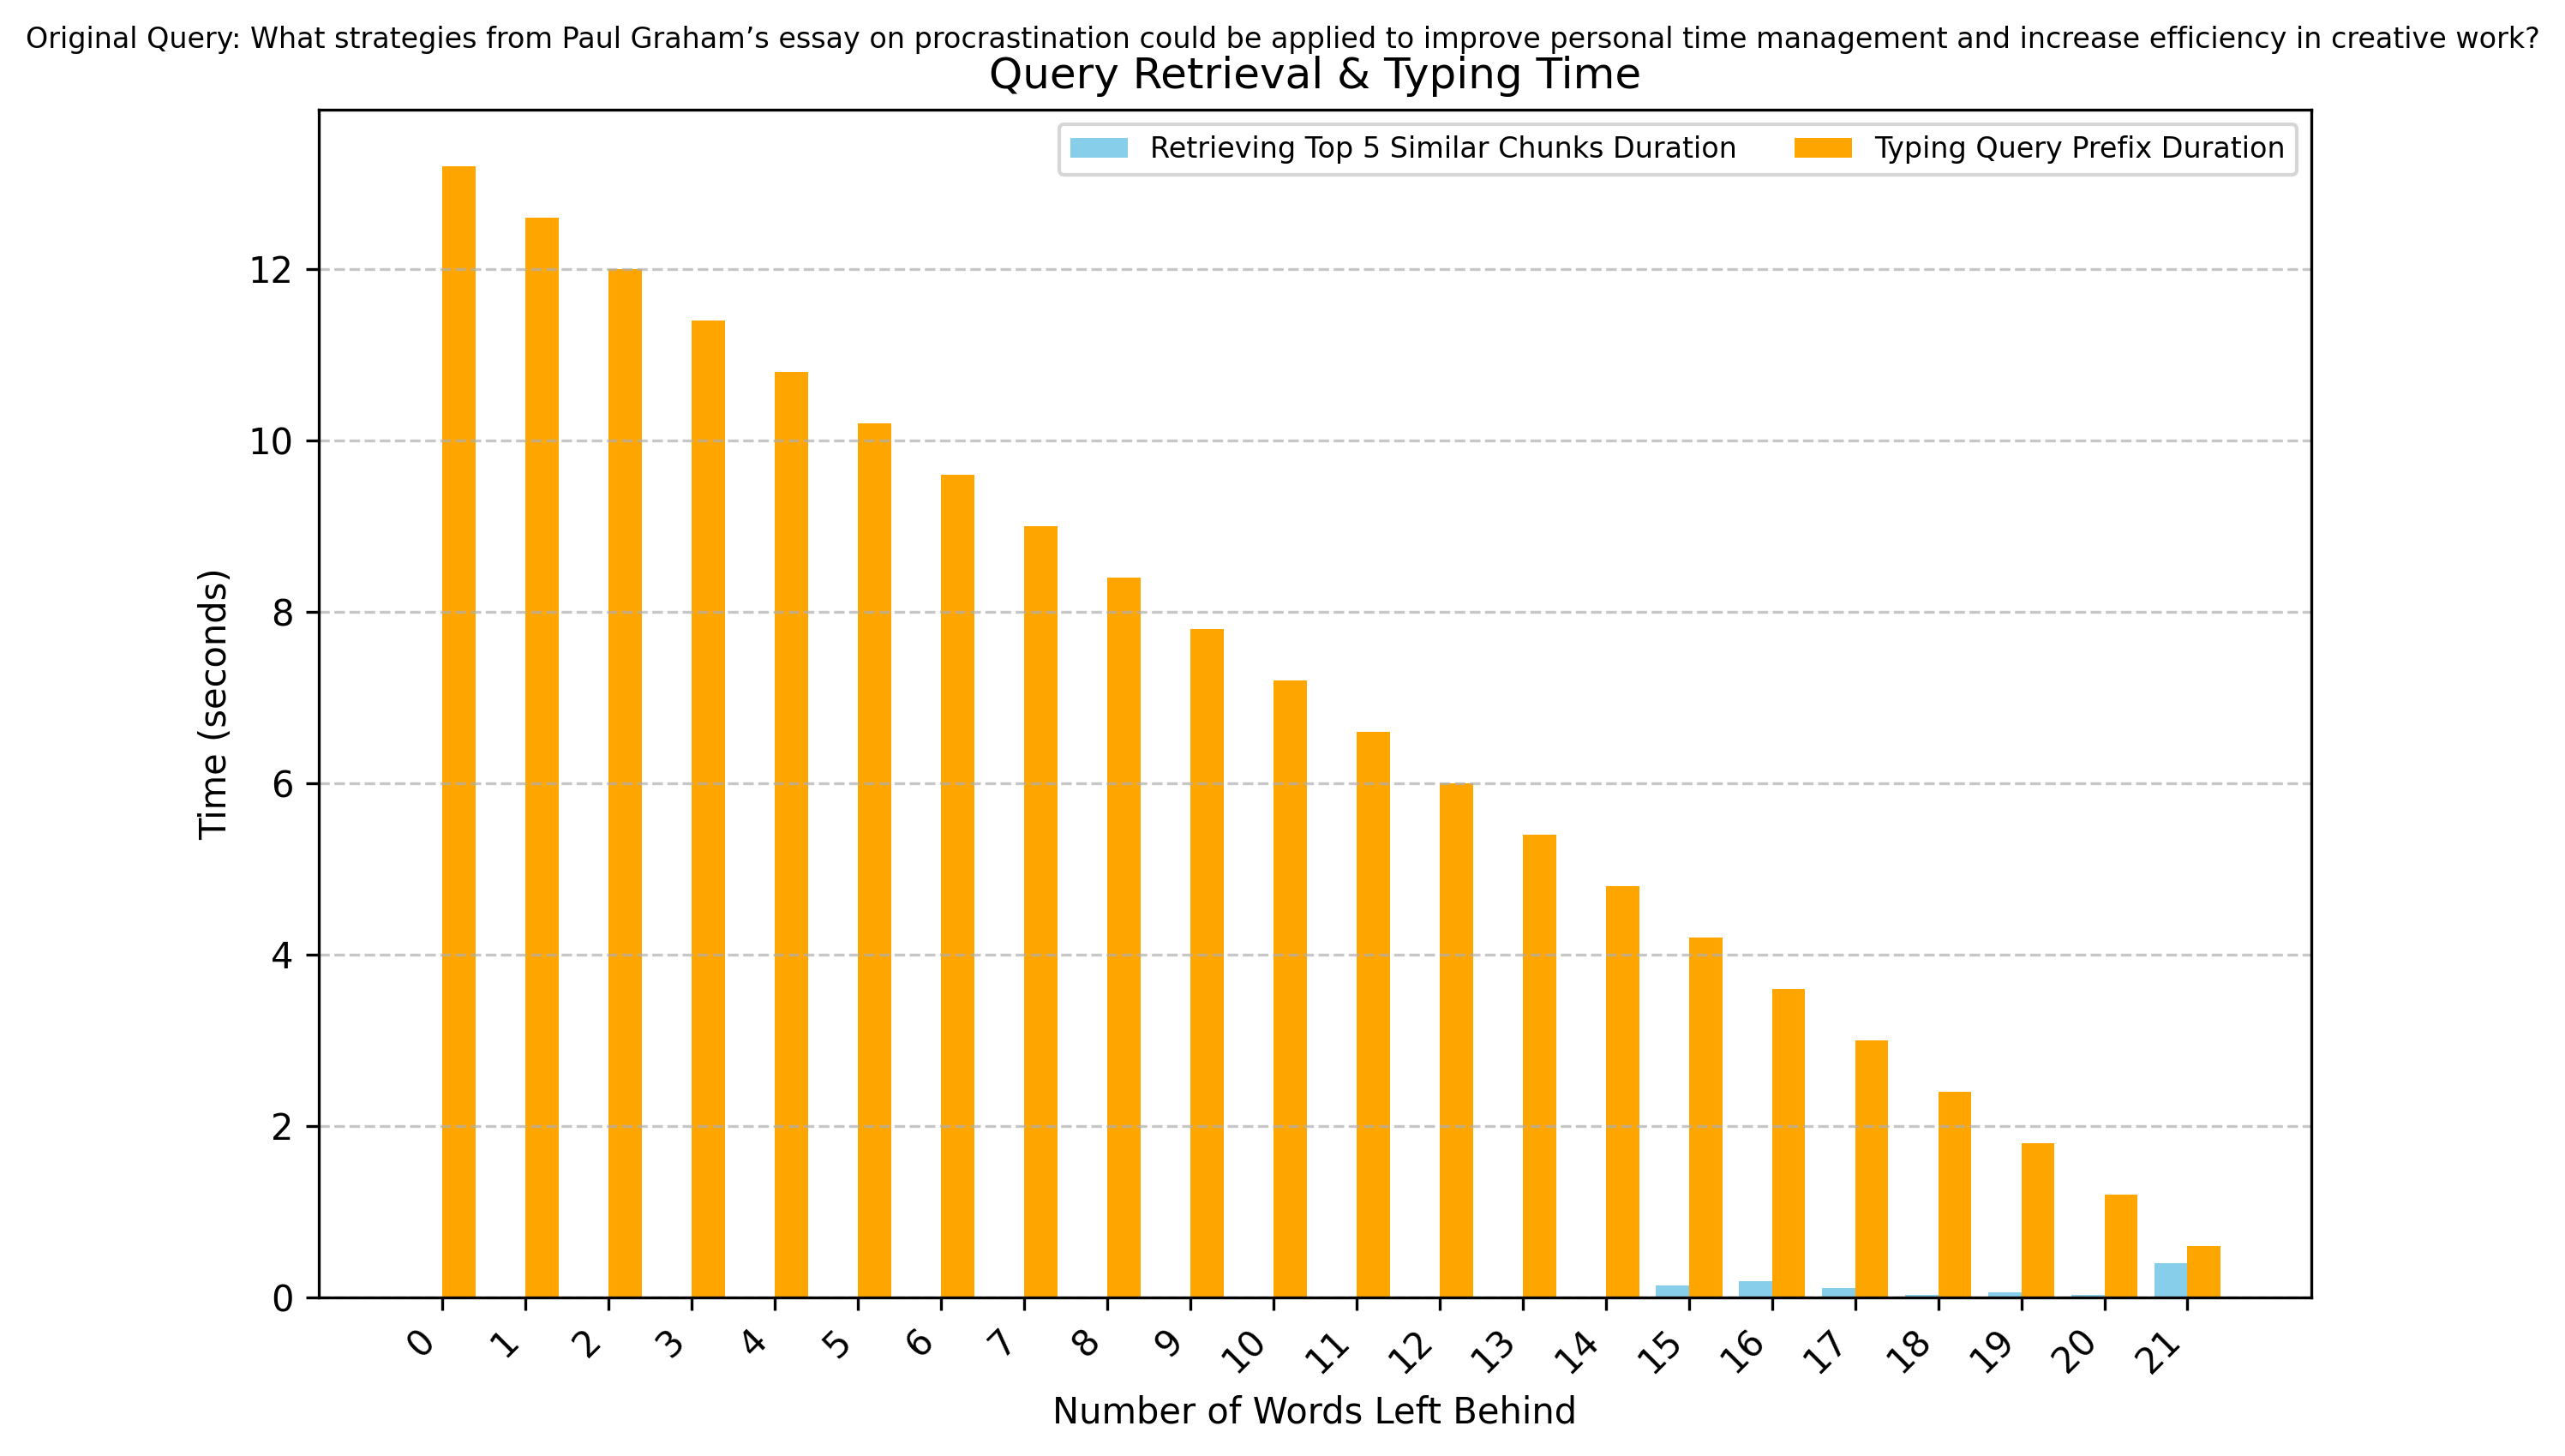 Original Query: What strategies from Paul Graham’s essay on procrastination could be applied to improve personal time management and increase efficiency in creative work?
Query Retrieval & Typing Time
Retrieving Top 5 Similar Chunks Duration
Typing Query Prefix Duration
12
10
8
6
4
2
0
Time (seconds)
0 1 2 3 4 5 6 7 8 9 10 11 12 13 14 15 16 17 18 19 20 21
Number of Words Left Behind